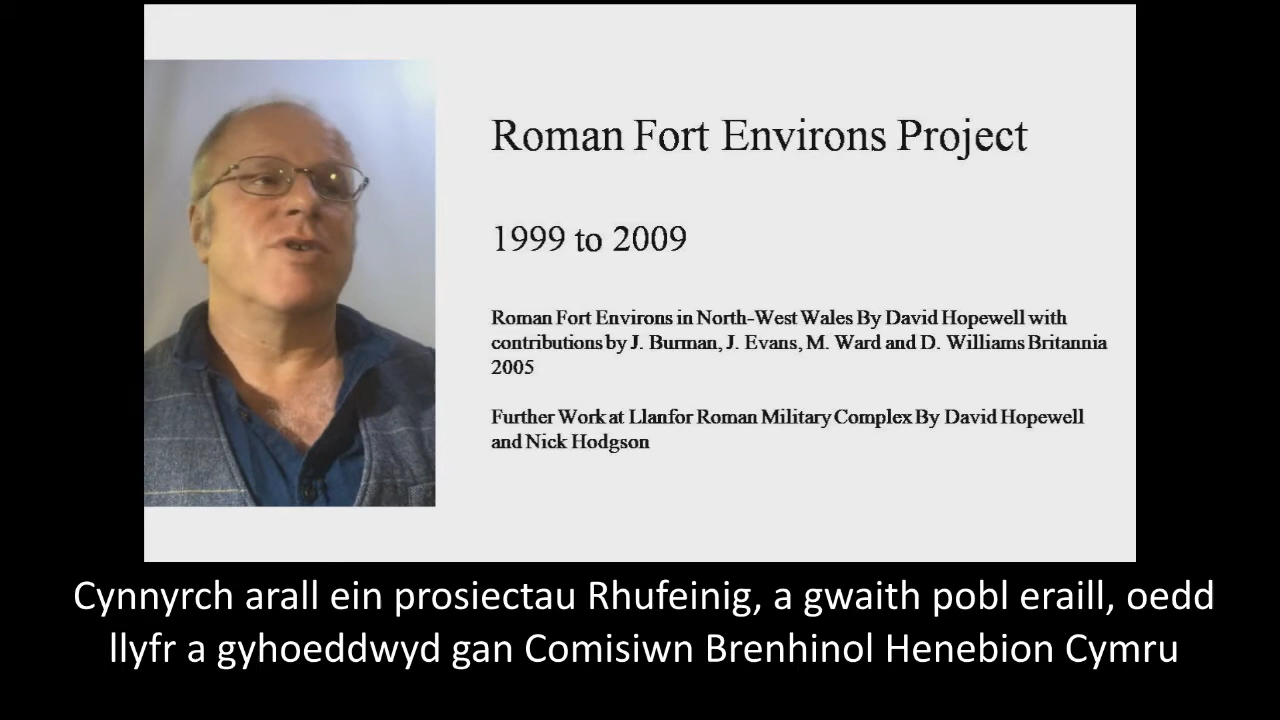 Roman Fort Environs Project
1999 to 2009
Roman Fort Environs in North-West Wales By David Hopewell with
contributions by J. Burman, J. Evans, M. Ward and D. Williams Britannia
2005
Further Work at Llanfor Roman Military Complex By David Hopewell
and Nick Hodgson
Cynnyrch arall ein prosiectau Rhufeinig, a gwaith pobl eraill, oedd
llyfr a gyhoeddwyd gan Comisiwn Brenhinol Henebion Cymru